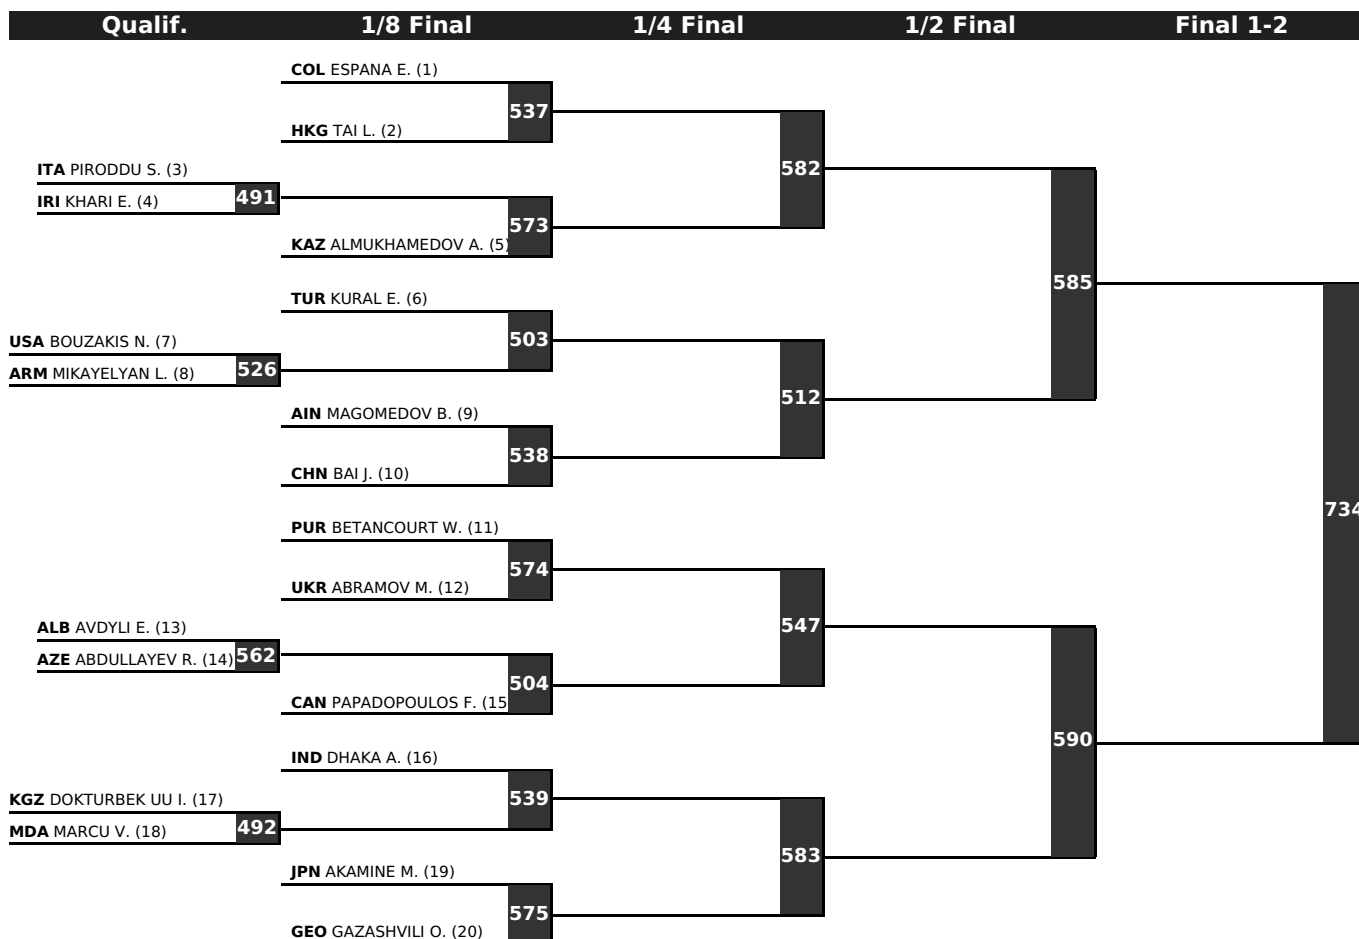 Qualif. 1/8 Final 1/4 Final 1/2 Final Final 1-2
COL ESPANA E. (1)
537
HKG TAI L. (2)
582
ITA PIRODDU S. (3)
IRI KHARI E. (4) 491
573
KAZ ALMUKHAMEDOV A. (5)
585
TUR KURAL E. (6)
503
USA BOUZAKIS N. (7)
ARM MIKAYELYAN L. (8) 526
512
AIN MAGOMEDOV B. (9)
538
CHN BAI J. (10)
734
PUR BETANCOURT W. (11)
574
UKR ABRAMOV M. (12)
547
ALB AVDYLI E. (13)
AZE ABDULLAYEV R. (14) 562
504
CAN PAPADOPOULOS F. (15
590
IND DHAKA A. (16)
539
KGZ DOKTURBEK UU I. (17)
MDA MARCU V. (18) 492
583
JPN AKAMINE M. (19)
575
GEO GAZASHVILI O. (20)